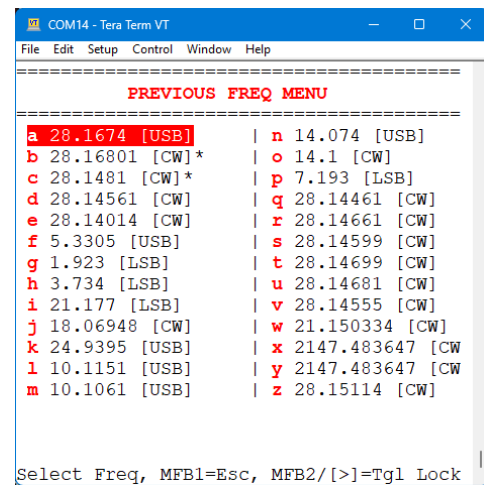 COM14 - Tera Term VT
File Edit Setup Control Window Help
========================================
PREVIOUS FREQ MENU
========================================
a 28.1674 [USB] | n 14.074 [USB]
b 28.16801 [CW]* | o 14.1 [CW]
c 28.1481 [CW]* | p 7.193 [LSB]
d 28.14561 [CW] | q 28.14461 [CW]
e 28.14014 [CW] | r 28.14661 [CW]
f 5.3305 [USB] | s 28.14599 [CW]
g 1.923 [LSB] | t 28.14699 [CW]
h 3.734 [LSB] | u 28.14681 [CW]
i 21.177 [LSB] | v 28.14555 [CW]
j 18.06948 [CW] | w 21.150334 [CW]
k 24.9395 [USB] | x 2147.483647 [CW
l 10.1151 [USB] | y 2147.483647 [CW
m 10.1061 [USB] | z 28.15114 [CW]
Select Freq, MFB1=Esc, MFB2/[>]=Tgl Lock